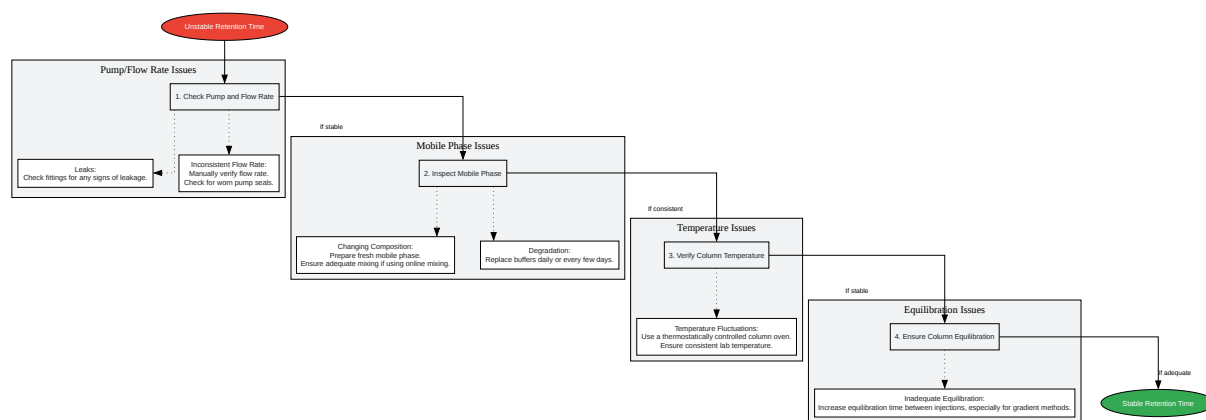 Unstable Retention Time
Pump/Flow Rate Issues
1. Check Pump and Flow Rate
Leaks:
Check fittings for any signs of leakage.
Inconsistent Flow Rate:
Manually verify flow rate.
Check for worn pump seals.
If stable
Mobile Phase Issues
2. Inspect Mobile Phase
Changing Composition:
Prepare fresh mobile phase.
Ensure adequate mixing if using online mixing.
Degradation:
Replace buffers daily or every few days.
If consistent
Temperature Issues
3. Verify Column Temperature
Temperature Fluctuations:
Use a thermostatically controlled column oven.
Ensure consistent lab temperature.
If stable
Equilibration Issues
4. Ensure Column Equilibration
Inadequate Equilibration:
Increase equilibration time between injections, especially for gradient methods.
If adequate
Stable Retention Time